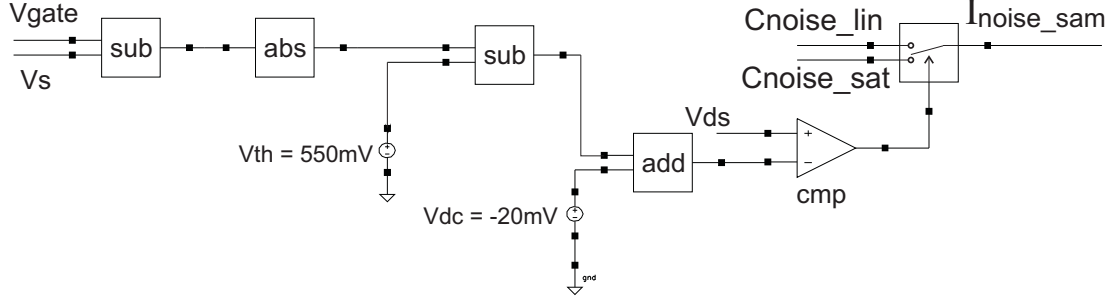 Vgate
Vs
sub
abs
sub
Vth = 550mV
Vdc = -20mV
gnd
add
Vds
+
−
cmp
Cnoise_lin
Cnoise_sat
Inoise_sam